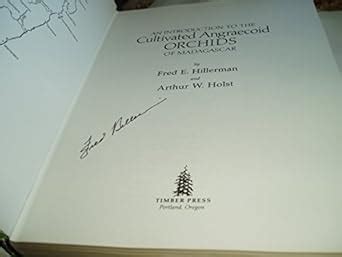 AN INTRODUCTION TO THE
Cultivated Angraecoid
ORCHIDS
OF MADAGASCAR
by
Fred E. Hillerman
and
Arthur W. Holst
Fred
TIMBER PRESS
Portland, Oregon